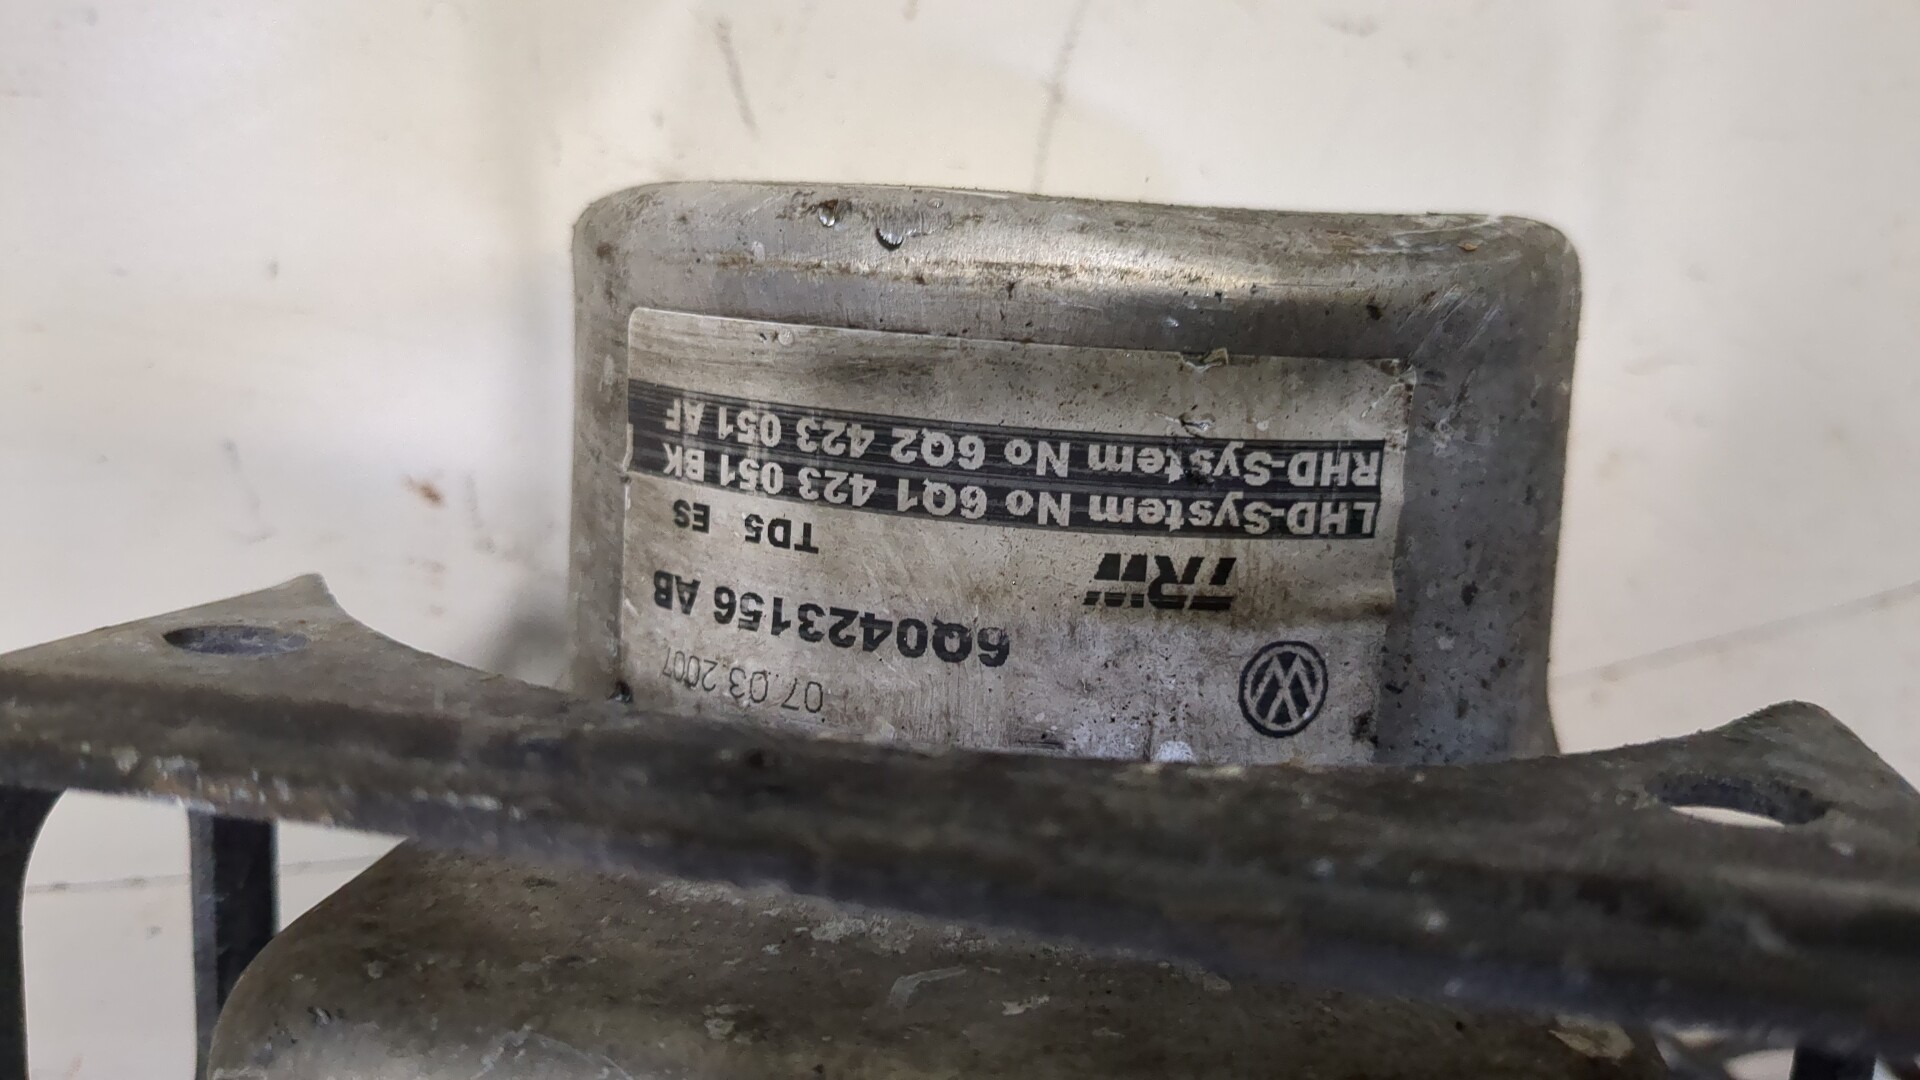 07.03.2007
6Q0423156 AB
TRW
TD5 ES
LHD-System No 6Q1 423 051 BK
RHD-System No 6Q2 423 051 AF